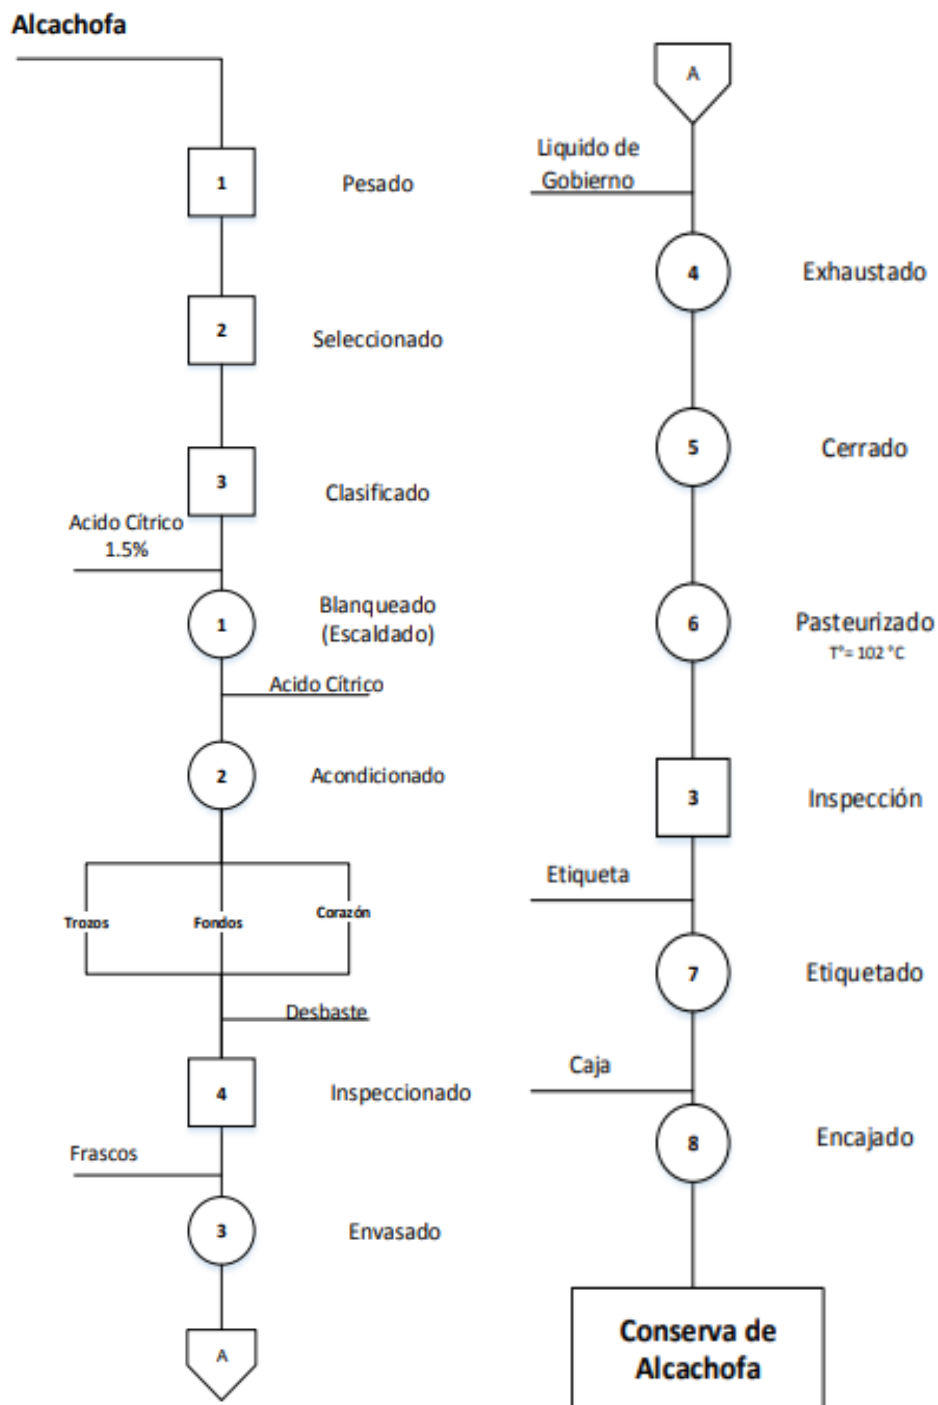 Alcachofa
1
Pesado
2
Seleccionado
3
Clasificado
Acido Cítrico
1.5%
1
Blanqueado
(Escaldado)
Acido Cítrico
2
Acondicionado
Trozos
Fondos
Corazón
Desbaste
4
Inspeccionado
Frascos
3
Envasado
A
A
Liquido de
Gobierno
4
Exhaustado
5
Cerrado
6
Pasteurizado
T°= 102 °C
3
Inspección
Etiqueta
7
Etiquetado
Caja
8
Encajado
Conserva de
Alcachofa